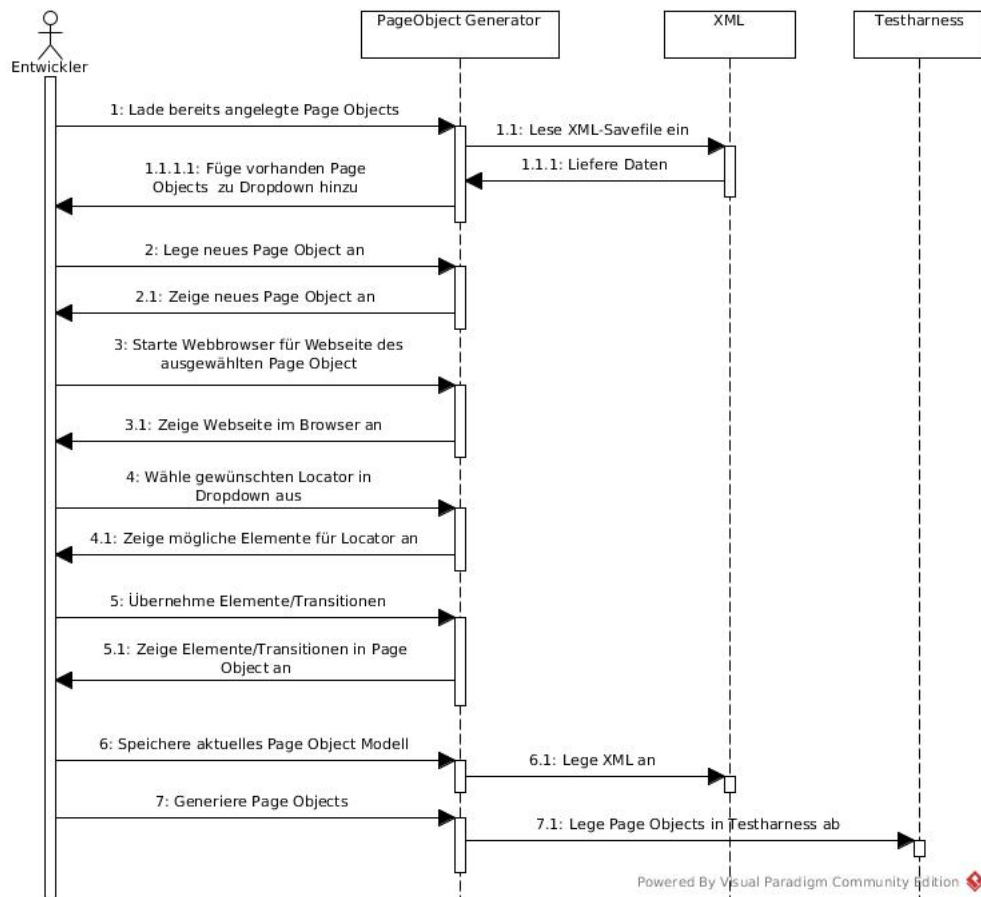 PageObject Generator
XML
Testharness
Entwickler
1: Lade bereits angelegte Page Objects
1.1: Lese XML-Savefile ein
1.1.1: Liefere Daten
1.1.1.1: Füge vorhanden Page
Objects zu Dropdown hinzu
2: Lege neues Page Object an
2.1: Zeige neues Page Object an
3: Starte Webbrowser für Webseite des
ausgewählten Page Object
3.1: Zeige Webseite im Browser an
4: Wähle gewünschten Locator in
Dropdown aus
4.1: Zeige mögliche Elemente für Locator an
5: Übernehme Elemente/Transitionen
5.1: Zeige Elemente/Transitionen in Page
Object an
6: Speichere aktuelles Page Object Modell
6.1: Lege XML an
7: Generiere Page Objects
7.1: Lege Page Objects in Testharness ab
Powered By Visual Paradigm Community Edition